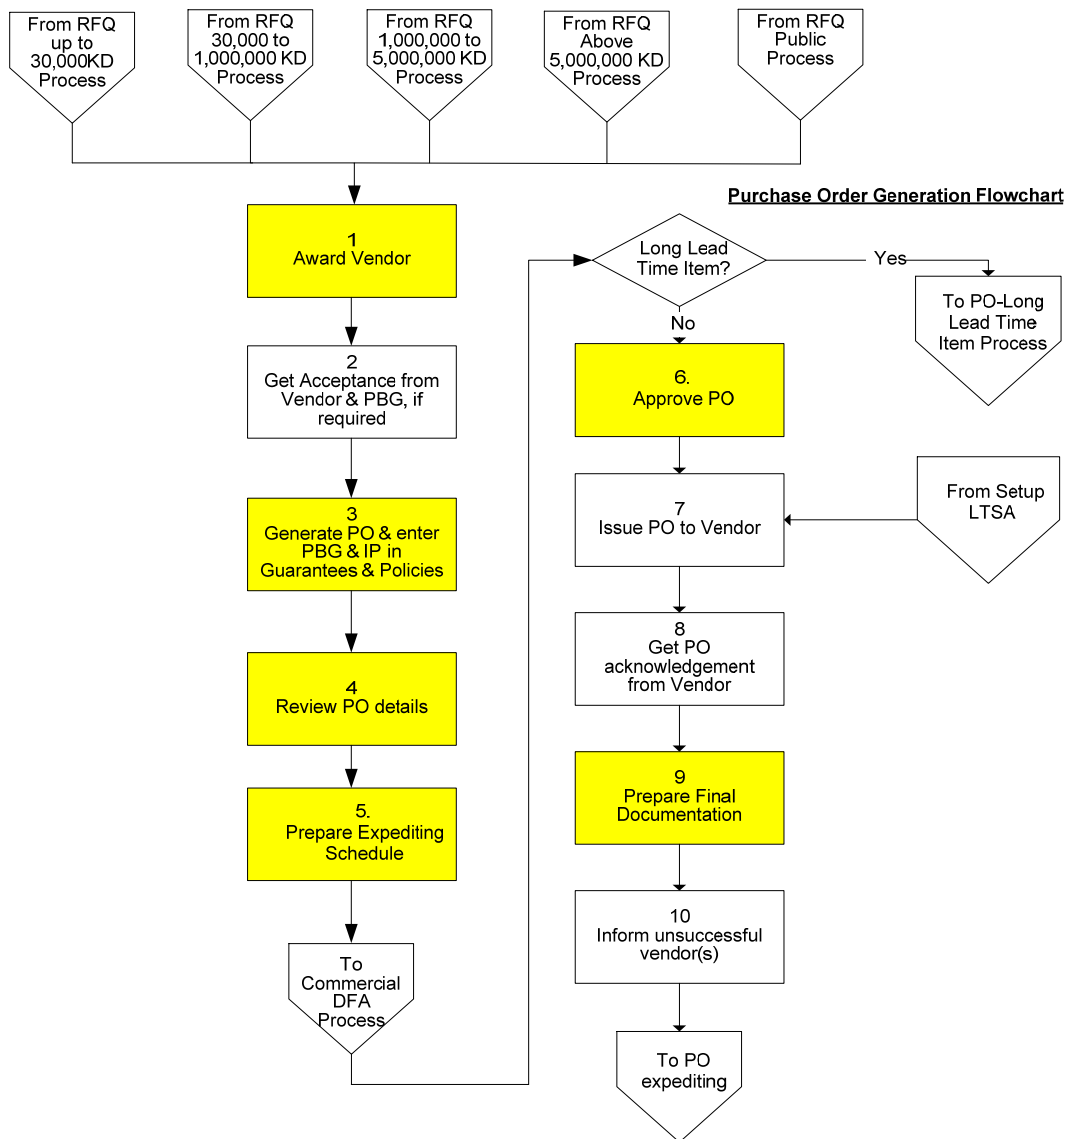 From RFQ
up to
30,000KD
Process
From RFQ
30,000 to
1,000,000 KD
Process
From RFQ
1,000,000 to
5,000,000 KD
Process
From RFQ
Above
5,000,000 KD
Process
From RFQ
Public
Process
Purchase Order Generation Flowchart
1
Award Vendor
2
Get Acceptance from
Vendor & PBG, if
required
3
Generate PO & enter
PBG & IP in
Guarantees & Policies
4
Review PO details
5.
Prepare Expediting
Schedule
To
Commercial
DFA
Process
Long Lead
Time Item?
Yes
To PO-Long
Lead Time
Item Process
No
6.
Approve PO
7
Issue PO to Vendor
From Setup
LTSA
8
Get PO
acknowledgement
from Vendor
9
Prepare Final
Documentation
10
Inform unsuccessful
vendor(s)
To PO
expediting